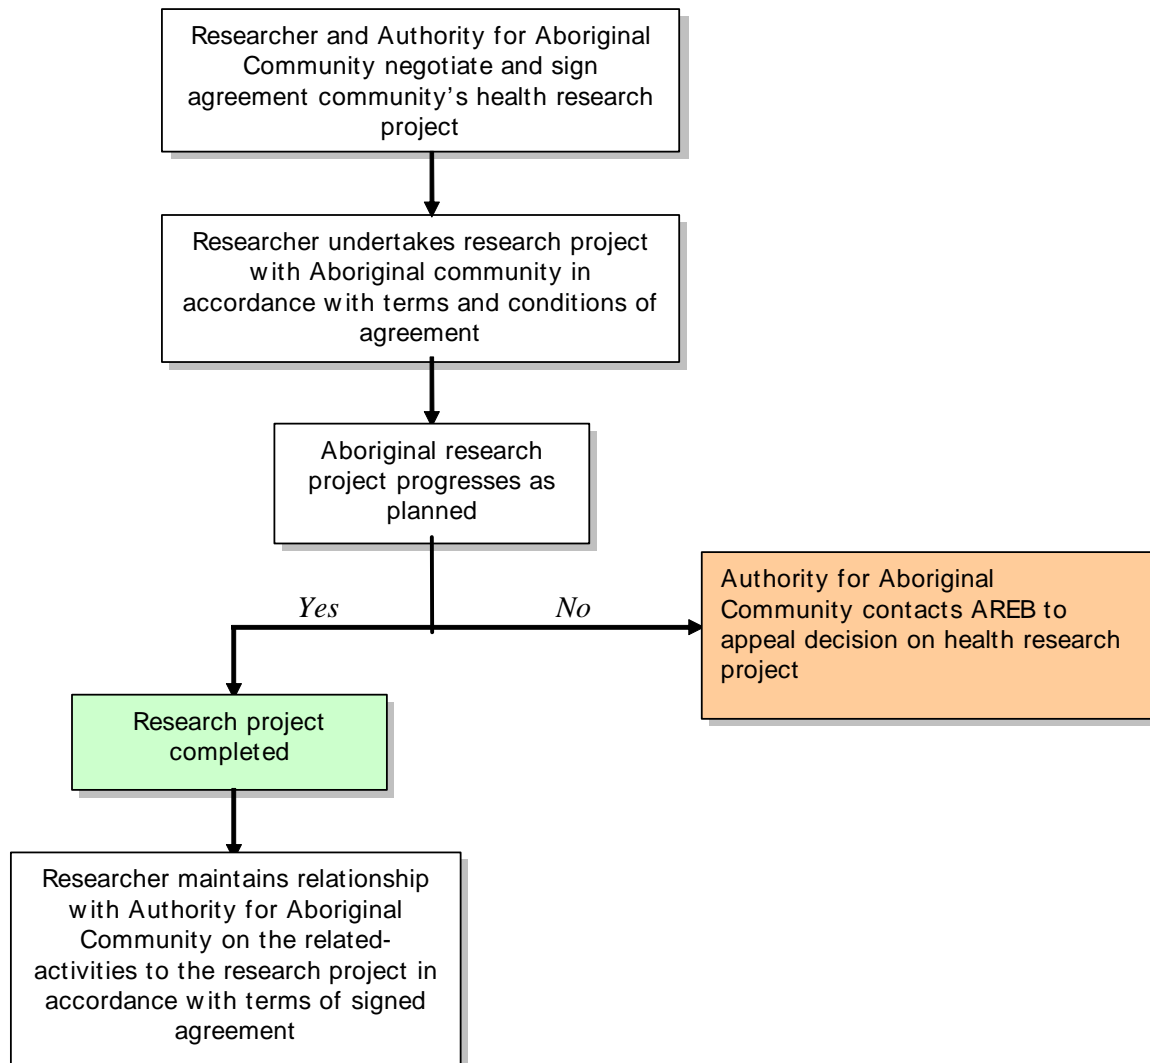 Researcher and Authority for Aboriginal
Community negotiate and sign
agreement community's health research
project
Researcher undertakes research project
with Aboriginal community in
accordance with terms and conditions of
agreement
Aboriginal research
project progresses as
planned
Yes
No
Authority for Aboriginal
Community contacts AREB to
appeal decision on health research
project
Research project
completed
Researcher maintains relationship
with Authority for Aboriginal
Community on the related-
activities to the research project in
accordance with terms of signed
agreement